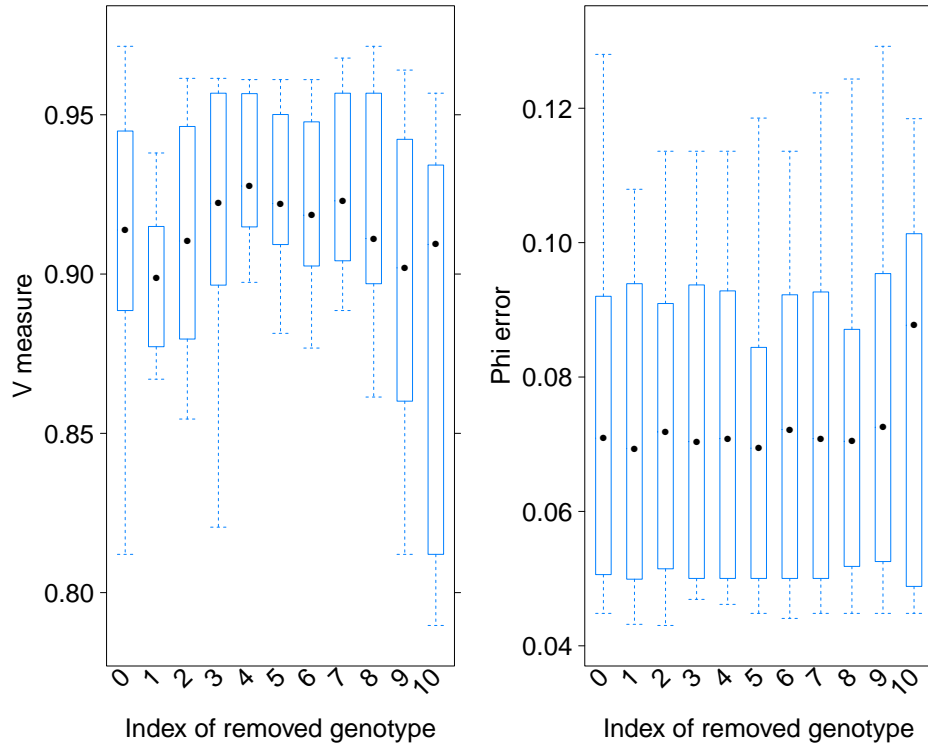 V measure
0.95
0.90
0.85
0.80
0 1 2 3 4 5 6 7 8 9 10
Index of removed genotype
Phi error
0.12
0.10
0.08
0.06
0.04
0 1 2 3 4 5 6 7 8 9 10
Index of removed genotype